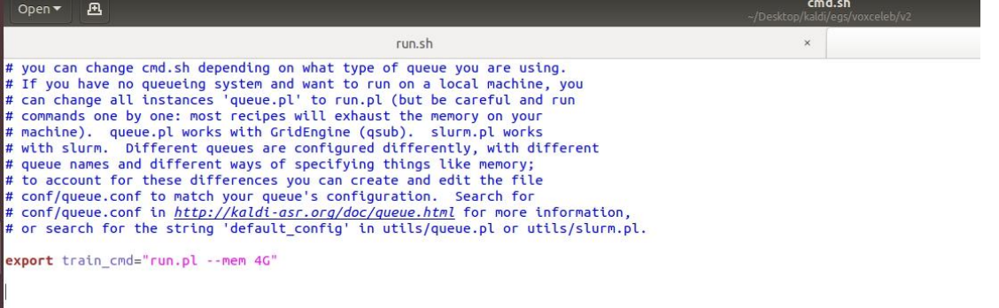 Open
cmd.sh
~/Desktop/kaldi/egs/voxceleb/v2
run.sh ×
# you can change cmd.sh depending on what type of queue you are using.
# If you have no queueing system and want to run on a local machine, you
# can change all instances 'queue.pl' to run.pl (but be careful and run
# commands one by one: most recipes will exhaust the memory on your
# machine).  queue.pl works with GridEngine (qsub).  slurm.pl works
# with slurm.  Different queues are configured differently, with different
# queue names and different ways of specifying things like memory;
# to account for these differences you can create and edit the file
# conf/queue.conf to match your queue's configuration.  Search for
# conf/queue.conf in http://kaldi-asr.org/doc/queue.html for more information,
# or search for the string 'default_config' in utils/queue.pl or utils/slurm.pl.
export train_cmd="run.pl --mem 4G"